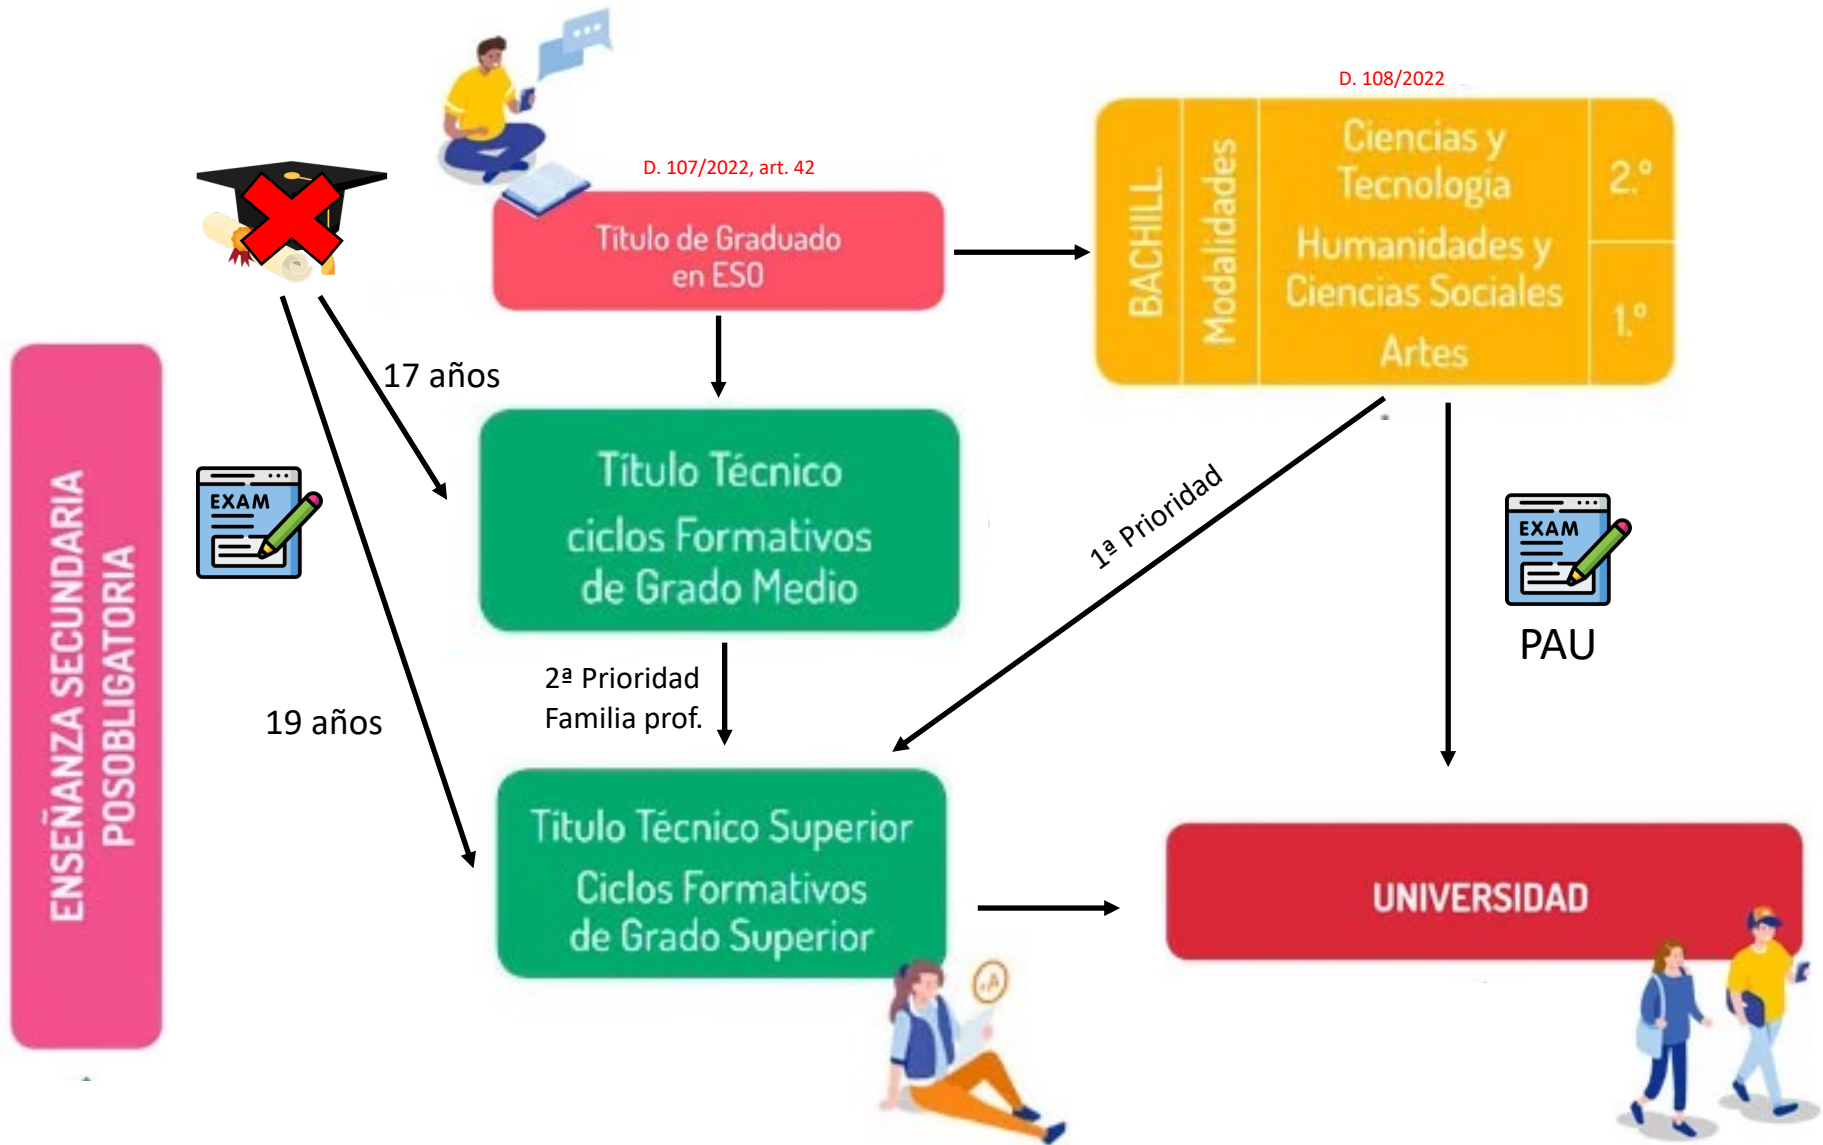 D. 108/2022
D. 107/2022, art. 42
Título de Graduado
en ESO
BACHILL.
Modalidades
Ciencias y
Tecnología
Humanidades y
Ciencias Sociales
Artes
2.º
1.º
17 años
EXAM
Título Técnico
ciclos Formativos
de Grado Medio
1ª Prioridad
EXAM
PAU
ENSEÑANZA SECUNDARIA
POSOBLIGATORIA
2ª Prioridad
Familia prof.
19 años
Título Técnico Superior
Ciclos Formativos
de Grado Superior
UNIVERSIDAD